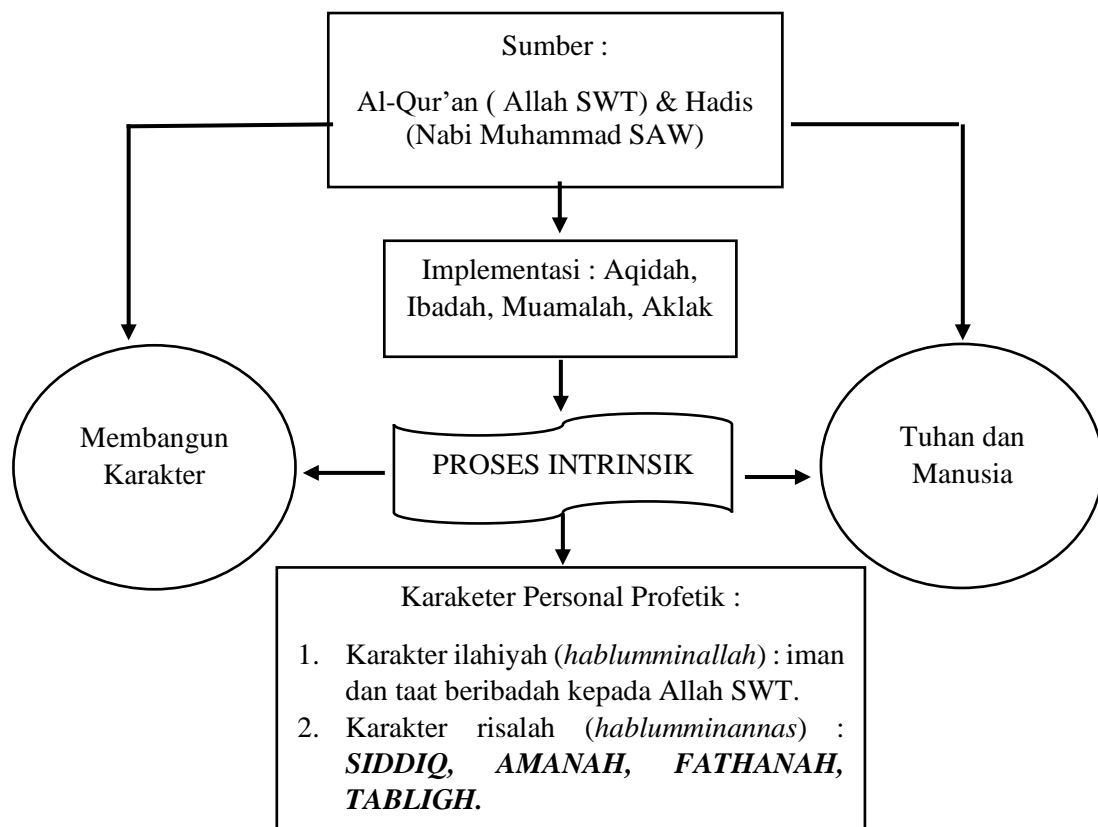 Sumber :
Al-Qur’an ( Allah SWT) & Hadis
(Nabi Muhammad SAW)
Implementasi : Aqidah,
Ibadah, Muamalah, Aklak
Membangun
Karakter
PROSES INTRINSIK
Tuhan dan
Manusia
Karaketer Personal Profetik :
1. Karakter ilahiyah (hablumminallah) : iman
dan taat beribadah kepada Allah SWT.
2. Karakter risalah (hablumminannas) :
SIDDIQ, AMANAH, FATHANAH,
TABLIGH.